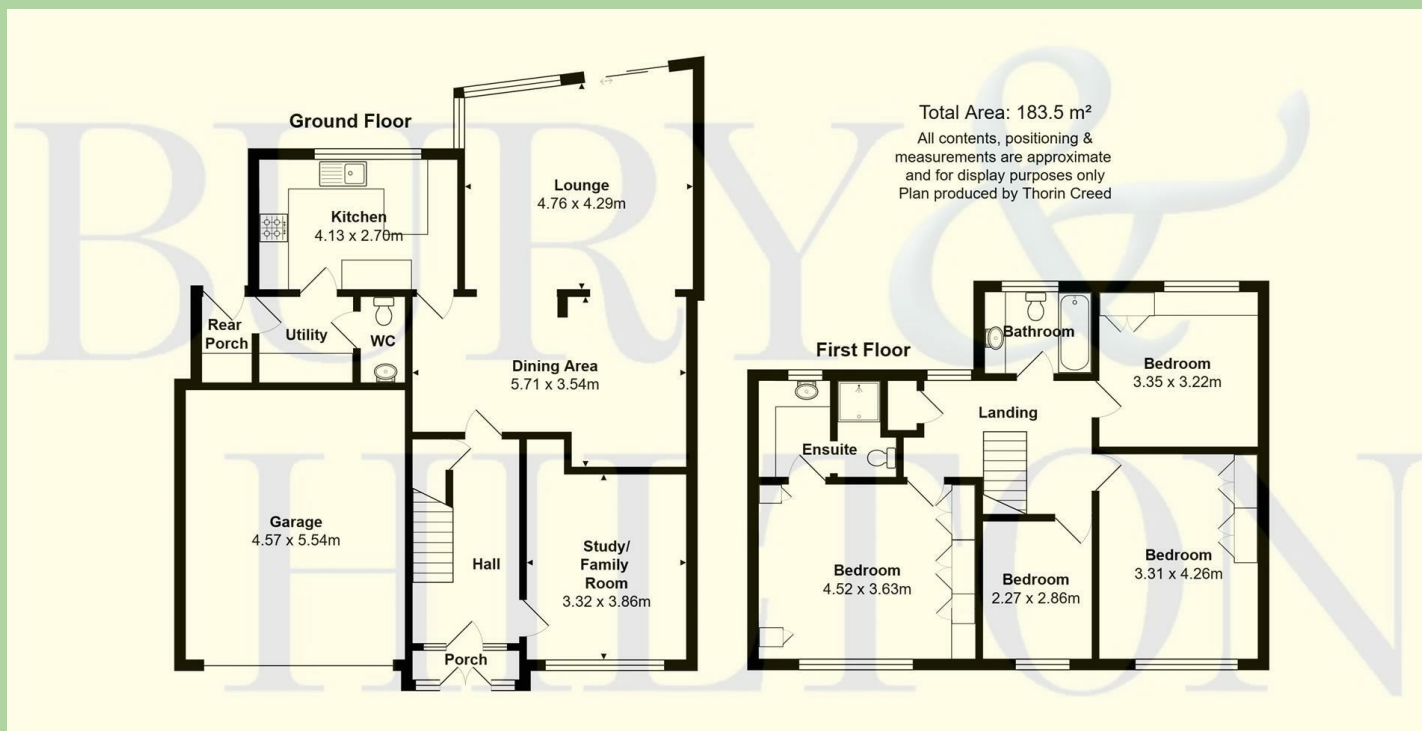 BURY &
HILTON
Ground Floor
Lounge
4.76 x 4.29m
Kitchen
4.13 x 2.70m
Rear
Porch
Utility
WC
Dining Area
5.71 x 3.54m
Garage
4.57 x 5.54m
Hall
Study/
Family
Room
3.32 x 3.86m
Porch
Total Area: 183.5 m²
All contents, positioning &
measurements are approximate
and for display purposes only
Plan produced by Thorin Creed
First Floor
Bathroom
Bedroom
3.35 x 3.22m
Landing
Ensuite
Bedroom
4.52 x 3.63m
Bedroom
2.27 x 2.86m
Bedroom
3.31 x 4.26m